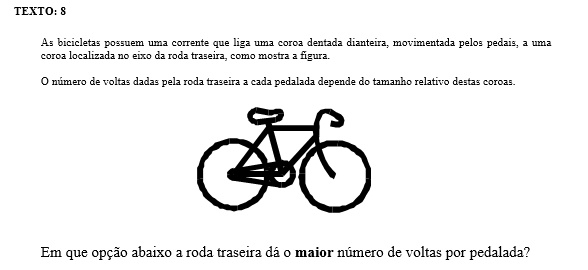 TEXTO: 8
As bicicletas possuem uma corrente que liga uma coroa dentada dianteira, movimentada pelos pedais, a uma
coroa localizada no eixo da roda traseira, como mostra a figura.
O número de voltas dadas pela roda traseira a cada pedalada depende do tamanho relativo destas coroas.
Em que opção abaixo a roda traseira dá o maior número de voltas por pedalada?